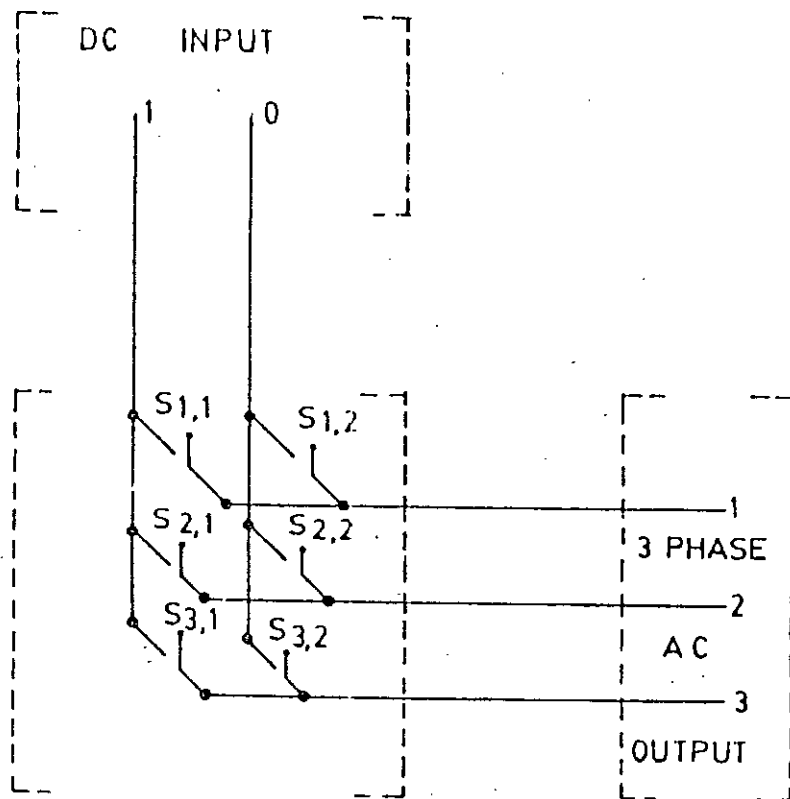 DC INPUT
1 0
S1,1 S1,2
1
S2,1 S2,2
3 PHASE
2
S3,1 S3,2
AC
3
OUTPUT